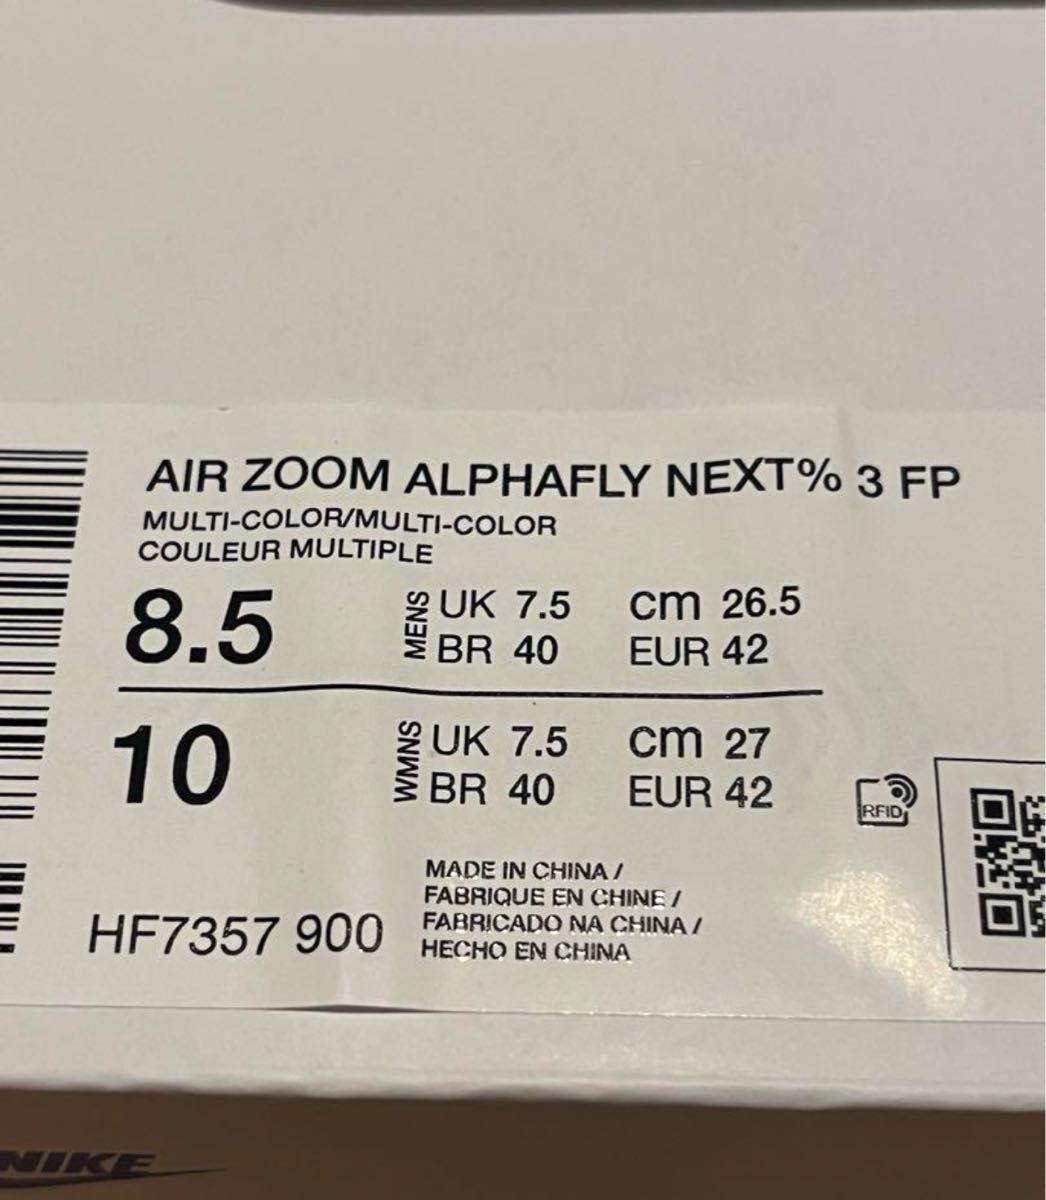 AIR ZOOM ALPHAFLY NEXT% 3 FP
MULTI-COLOR/MULTI-COLOR
COULEUR MULTIPLE
8.5 MENS UK 7.5 cm 26.5
BR 40 EUR 42
10 WMNS UK 7.5 cm 27
BR 40 EUR 42
RFID
HF7357 900
MADE IN CHINA /
FABRIQUE EN CHINE /
FABRICADO NA CHINA /
HECHO EN CHINA
NIKE